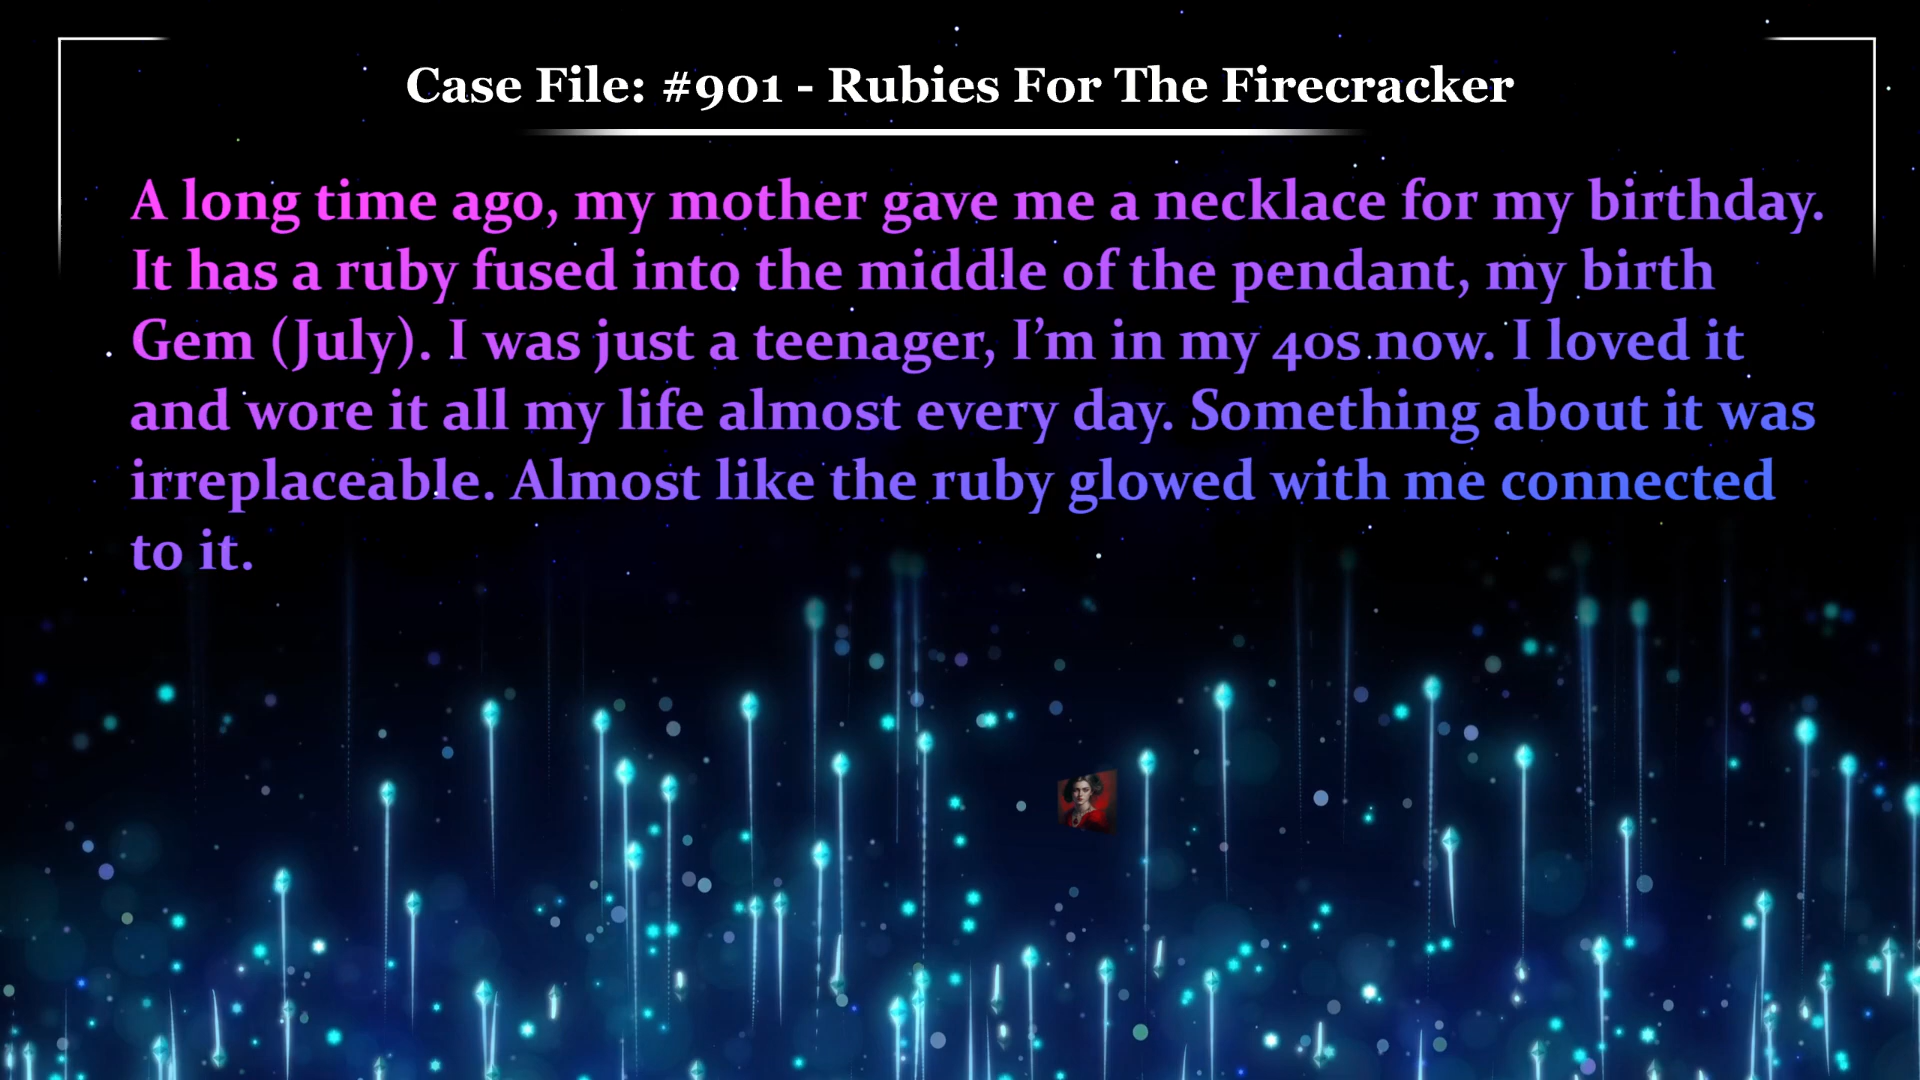 Case File: #901 - Rubies For The Firecracker
A long time ago, my mother gave me a necklace for my birthday.
It has a ruby fused into the middle of the pendant, my birth
Gem (July). I was just a teenager, I’m in my 40s now. I loved it
and wore it all my life almost every day. Something about it was
irreplaceable. Almost like the ruby glowed with me connected
to it.